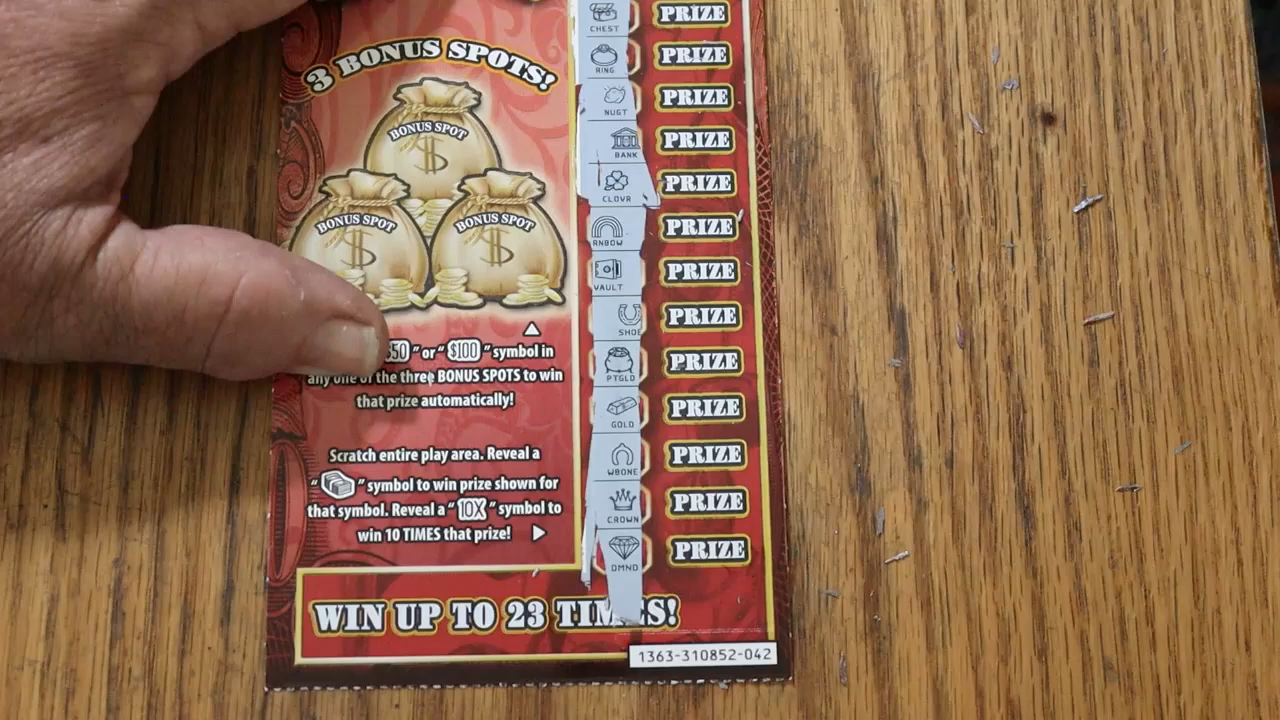 3 BONUS SPOTS!
BONUS SPOT
$
BONUS SPOT
$
BONUS SPOT
$
$50 " or " $100 " symbol in
any one of the three BONUS SPOTS to win
that prize automatically!
Scratch entire play area. Reveal a
" " symbol to win prize shown for
that symbol. Reveal a " 10X " symbol to
win 10 TIMES that prize!
CHEST PRIZE
RING PRIZE
NUGT PRIZE
BANK PRIZE
CLOVR PRIZE
RNBOW PRIZE
VAULT PRIZE
SHOE PRIZE
PTGLD PRIZE
GOLD PRIZE
WBONE PRIZE
CROWN PRIZE
DMND PRIZE
WIN UP TO 23 TIMES!
1363-310852-042